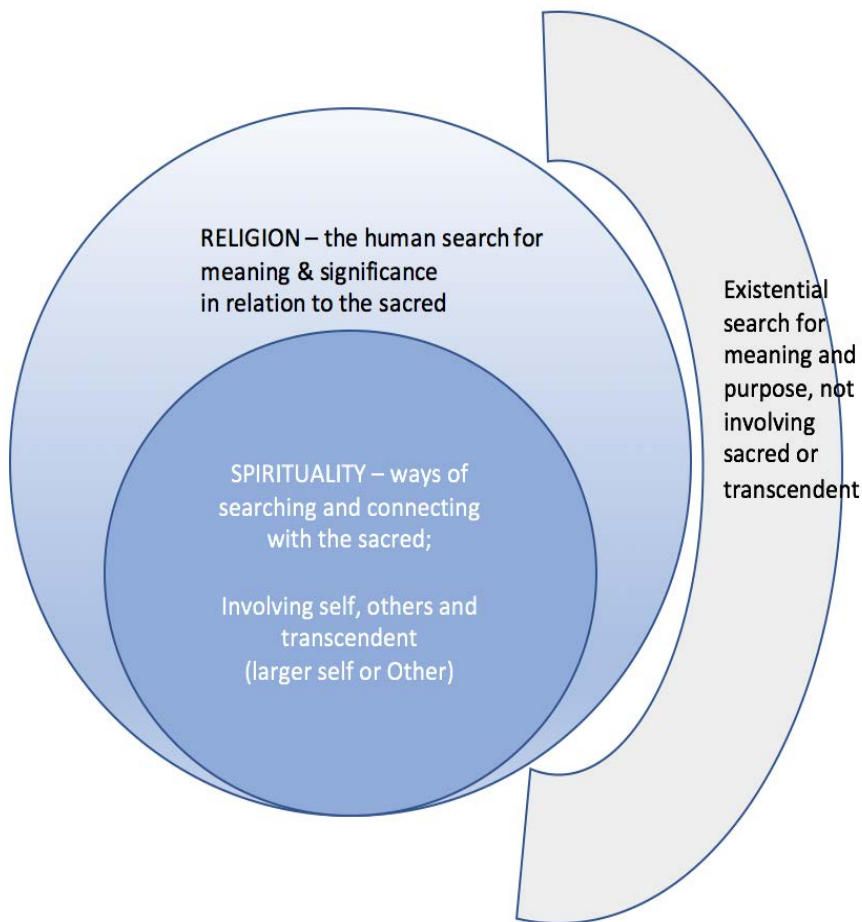 RELIGION – the human search for
meaning & significance
in relation to the sacred
SPIRITUALITY – ways of
searching and connecting
with the sacred;
Involving self, others and
transcendent
(larger self or Other)
Existential
search for
meaning and
purpose, not
involving
sacred or
transcendent